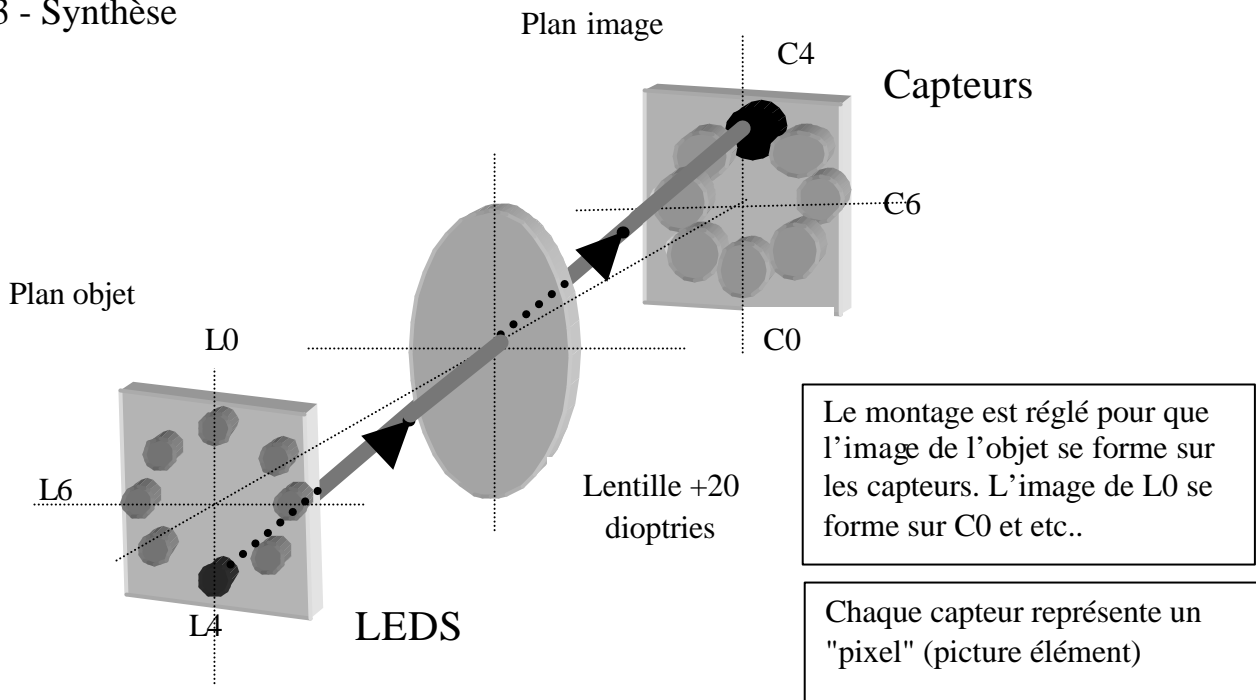 3 - Synthèse
Plan image
C4
Capteurs
C6
Plan objet
L0
C0
Le montage est réglé pour que
l'image de l'objet se forme sur
les capteurs. L'image de L0 se
forme sur C0 et etc..
L6
Lentille +20
dioptries
Chaque capteur représente un
"pixel" (picture élément)
L4
LEDS